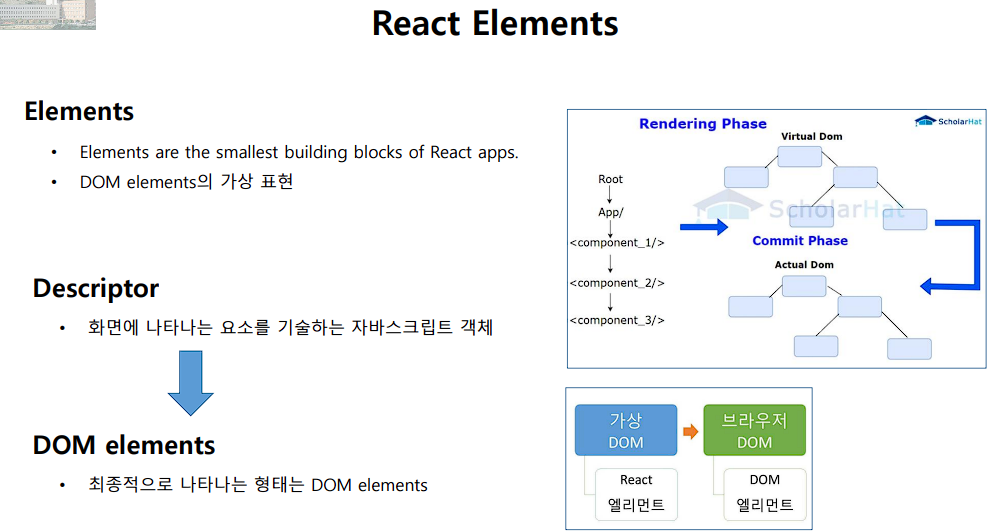 React Elements
Elements
• Elements are the smallest building blocks of React apps.
• DOM elements의 가상 표현
Descriptor
• 화면에 나타나는 요소를 기술하는 자바스크립트 객체
DOM elements
• 최종적으로 나타나는 형태는 DOM elements
Rendering Phase
ScholarHat
Virtual Dom
Root
App/
<component_1/>
<component_2/>
<component_3/>
ScholarHat
Commit Phase
Actual Dom
가상
DOM
브라우저
DOM
React
엘리먼트
DOM
엘리먼트